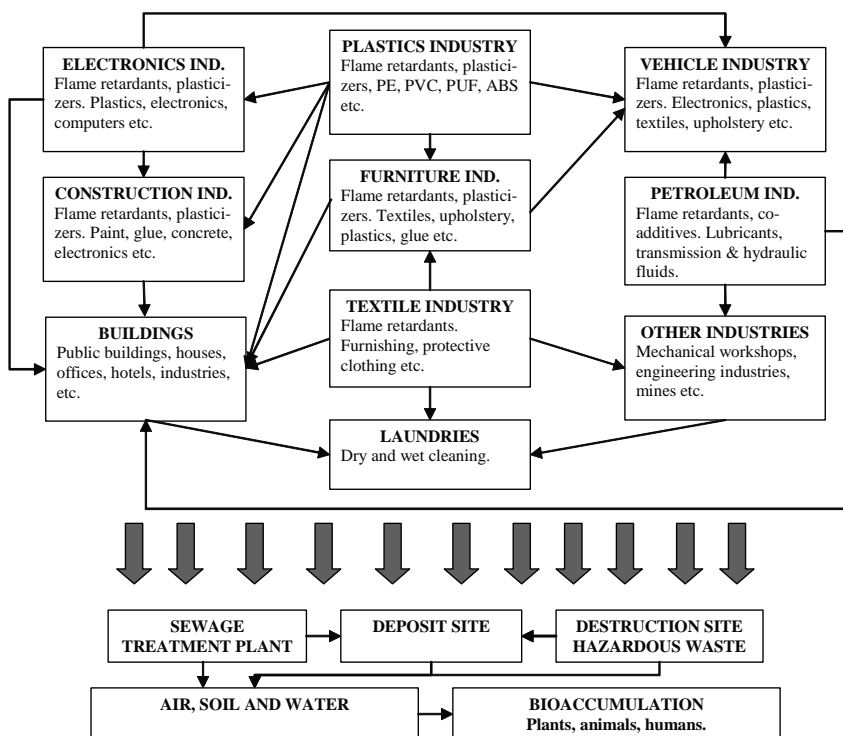 ELECTRONICS IND.
Flame retardants, plastici-
zers. Plastics, electronics,
computers etc.
PLASTICS INDUSTRY
Flame retardants, plastici-
zers, PE, PVC, PUF, ABS
etc.
VEHICLE INDUSTRY
Flame retardants, plastici-
zers. Electronics, plastics,
textiles, upholstery etc.
CONSTRUCTION IND.
Flame retardants, plastici-
zers. Paint, glue, concrete,
electronics etc.
FURNITURE IND.
Flame retardants, plastici-
zers. Textiles, upholstery,
plastics, glue etc.
PETROLEUM IND.
Flame retardants, co-
additives. Lubricants,
transmission & hydraulic
fluids.
BUILDINGS
Public buildings, houses,
offices, hotels, industries,
etc.
TEXTILE INDUSTRY
Flame retardants.
Furnishing, protective
clothing etc.
OTHER INDUSTRIES
Mechanical workshops,
engineering industries,
mines etc.
LAUNDRIES
Dry and wet cleaning.
SEWAGE
TREATMENT PLANT
DEPOSIT SITE
DESTRUCTION SITE
HAZARDOUS WASTE
AIR, SOIL AND WATER
BIOACCUMULATION
Plants, animals, humans.